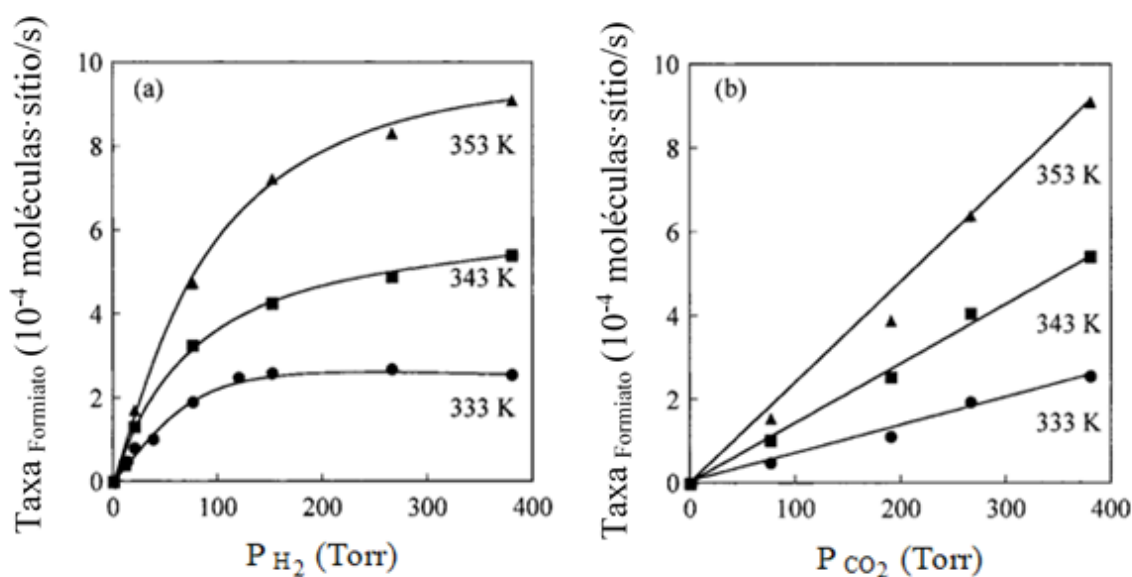 Taxa Formiato (10⁻⁴ moléculas·sítio/s)
10
8
6
4
2
0
(a)
353 K
343 K
333 K
0 100 200 300 400
P H₂ (Torr)
Taxa Formiato (10⁻⁴ moléculas·sítio/s)
10
8
6
4
2
0
(b)
353 K
343 K
333 K
0 100 200 300 400
P CO₂ (Torr)